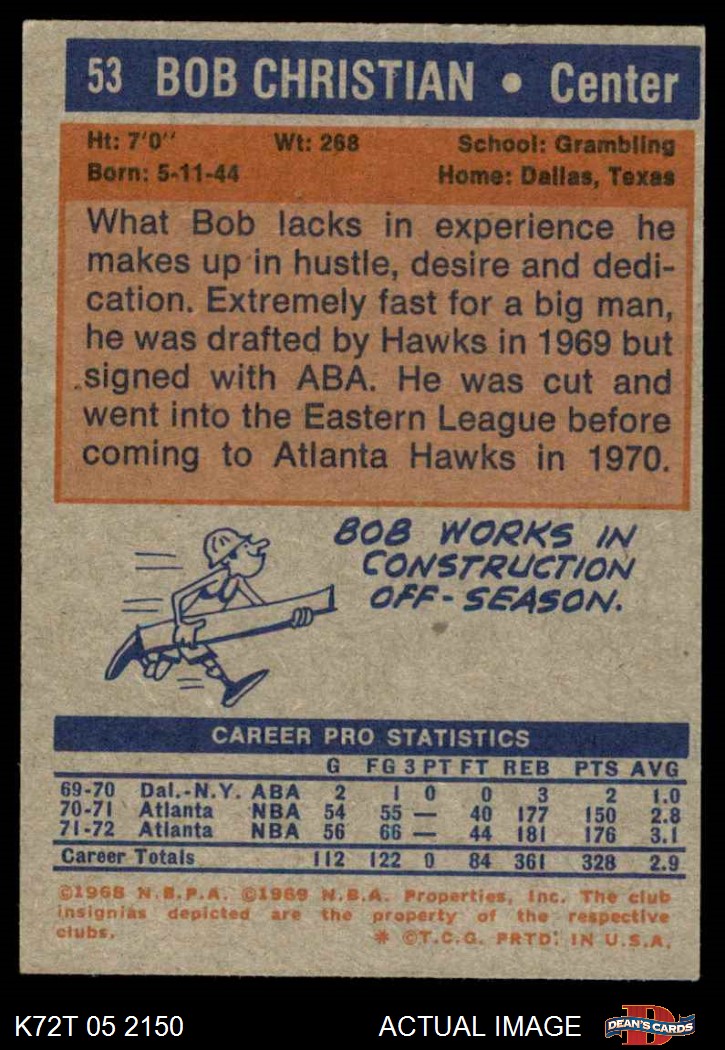 53 BOB CHRISTIAN • Center
Ht: 7'0" Wt: 268 School: Grambling
Born: 5-11-44 Home: Dallas, Texas
What Bob lacks in experience he
makes up in hustle, desire and dedi-
cation. Extremely fast for a big man,
he was drafted by Hawks in 1969 but
signed with ABA. He was cut and
went into the Eastern League before
coming to Atlanta Hawks in 1970.
BOB WORKS IN
CONSTRUCTION
OFF-SEASON.
CAREER PRO STATISTICS
G FG 3 PT FT REB PTS AVG
69-70 Dal.-N.Y. ABA 2 1 0 0 3 2 1.0
70-71 Atlanta NBA 54 55 — 40 177 150 2.8
71-72 Atlanta NBA 56 66 — 44 181 176 3.1
Career Totals 112 122 0 84 361 328 2.9
©1968 N.B.P.A. ©1969 N.B.A. Properties, Inc. The club
insignias depicted are the property of the respective
clubs. * ©T.C.G. PRTD. IN U.S.A.
K72T 05 2150 ACTUAL IMAGE D DEAN'S CARDS